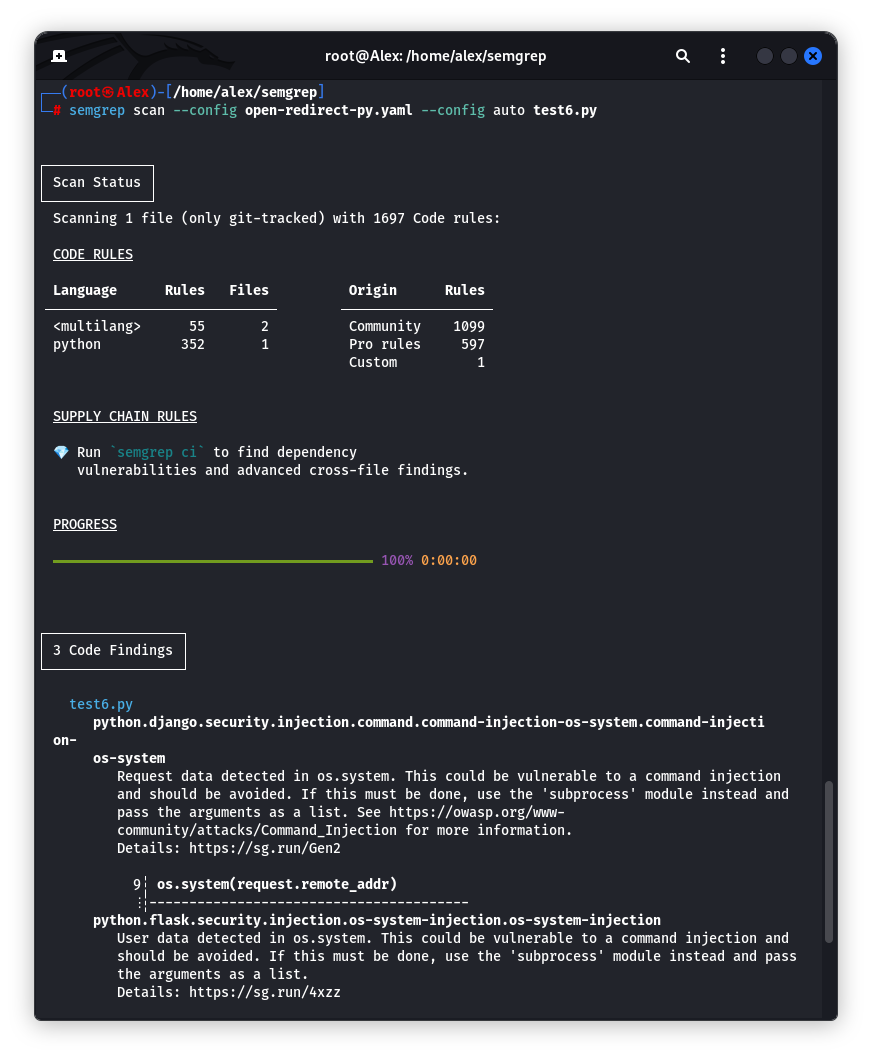 root@Alex: /home/alex/semgrep
┌──(root㉿Alex)-[/home/alex/semgrep]
└─# semgrep scan --config open-redirect-py.yaml --config auto test6.py
Scan Status
Scanning 1 file (only git-tracked) with 1697 Code rules:
CODE RULES
Language Rules Files Origin Rules
<multilang> 55 2 Community 1099
python 352 1 Pro rules 597
Custom 1
SUPPLY CHAIN RULES
💎 Run `semgrep ci` to find dependency
vulnerabilities and advanced cross-file findings.
PROGRESS
100% 0:00:00
3 Code Findings
test6.py
python.django.security.injection.command.command-injection-os-system.command-injecti
on-
os-system
Request data detected in os.system. This could be vulnerable to a command injection
and should be avoided. If this must be done, use the 'subprocess' module instead and
pass the arguments as a list. See https://owasp.org/www-
community/attacks/Command_Injection for more information.
Details: https://sg.run/Gen2
9┆ os.system(request.remote_addr)
⋮┆----------------------------------------
python.flask.security.injection.os-system-injection.os-system-injection
User data detected in os.system. This could be vulnerable to a command injection and
should be avoided. If this must be done, use the 'subprocess' module instead and pass
the arguments as a list.
Details: https://sg.run/4xzz